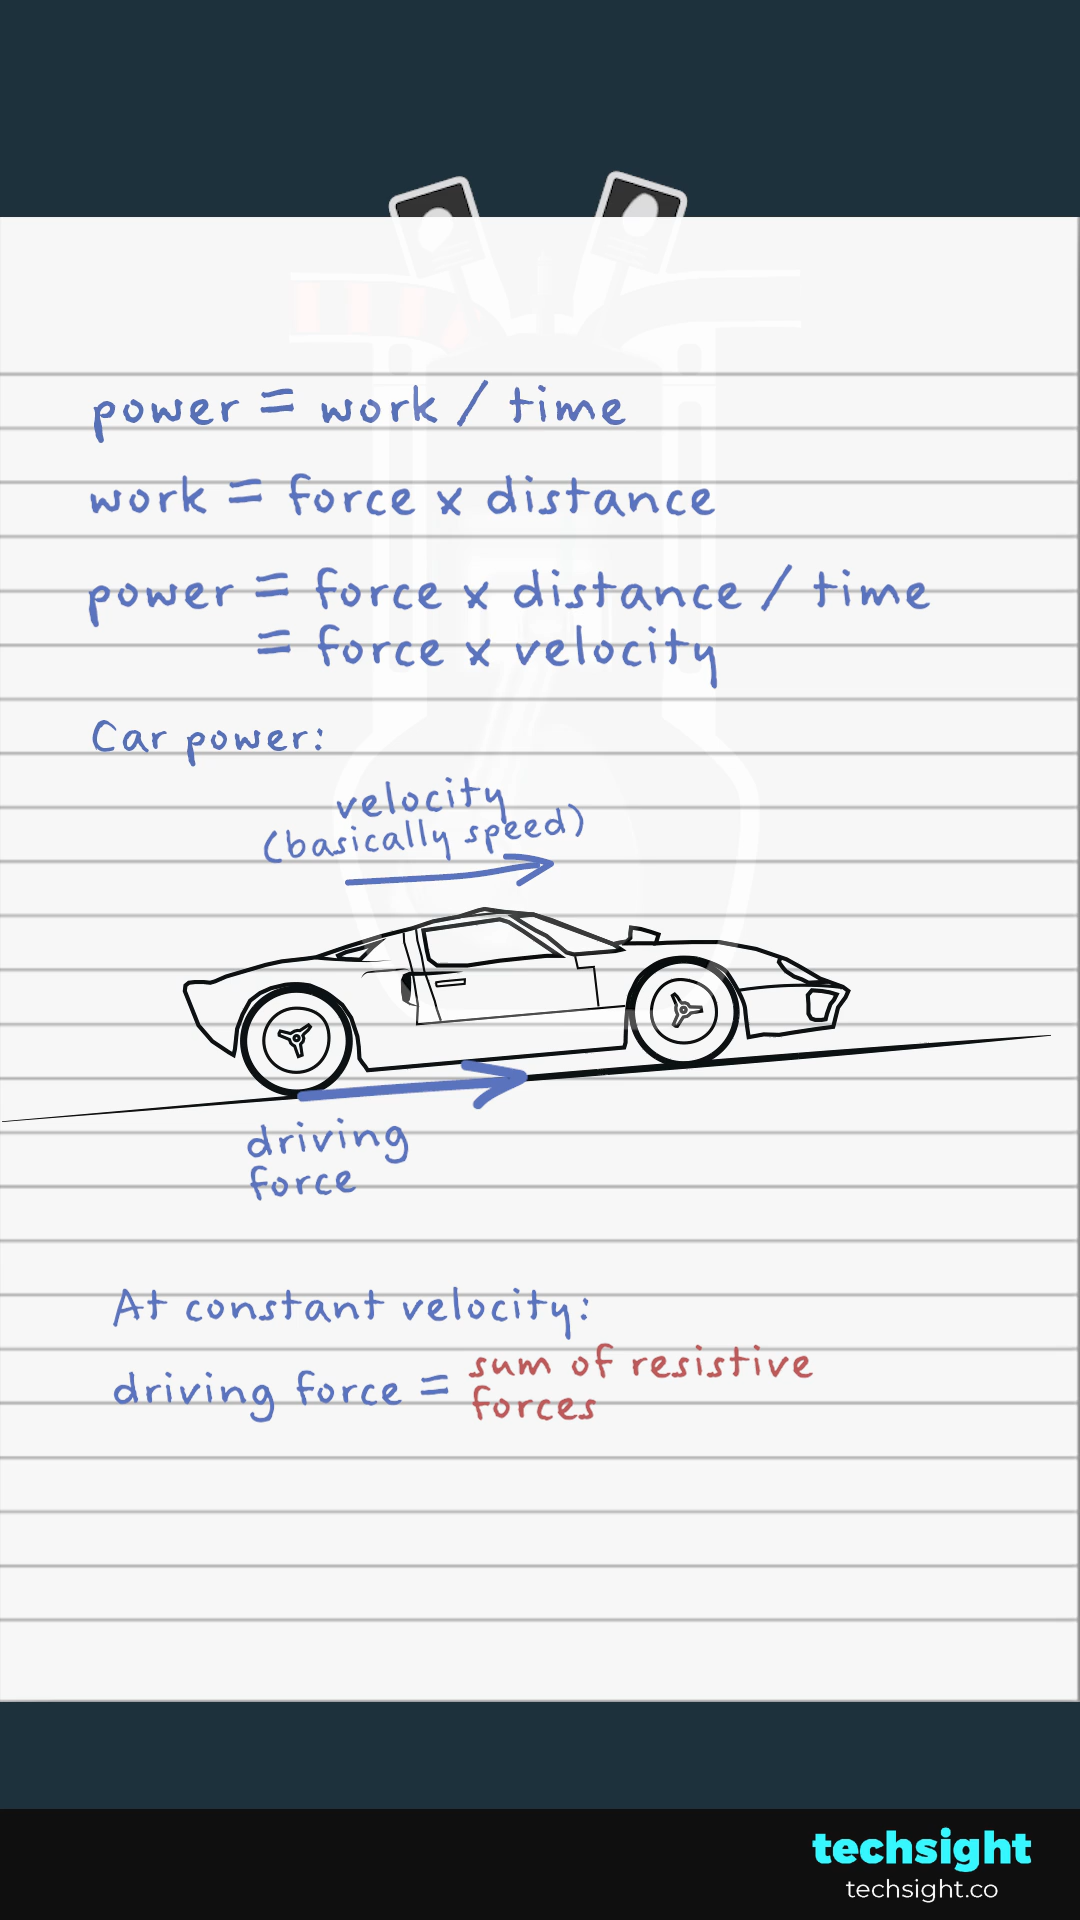 power = work / time
work = force x distance
power = force x distance / time
= force x velocity
Car power:
velocity
(basically speed)
driving
force
At constant velocity:
driving force = sum of resistive
forces
techsight
techsight.co